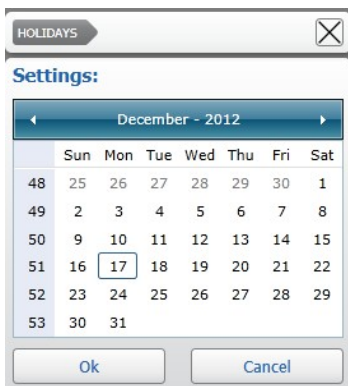 HOLIDAYS
Settings:
December - 2012
Sun Mon Tue Wed Thu Fri Sat
48 25 26 27 28 29 30 1
49 2 3 4 5 6 7 8
50 9 10 11 12 13 14 15
51 16 17 18 19 20 21 22
52 23 24 25 26 27 28 29
53 30 31
Ok Cancel